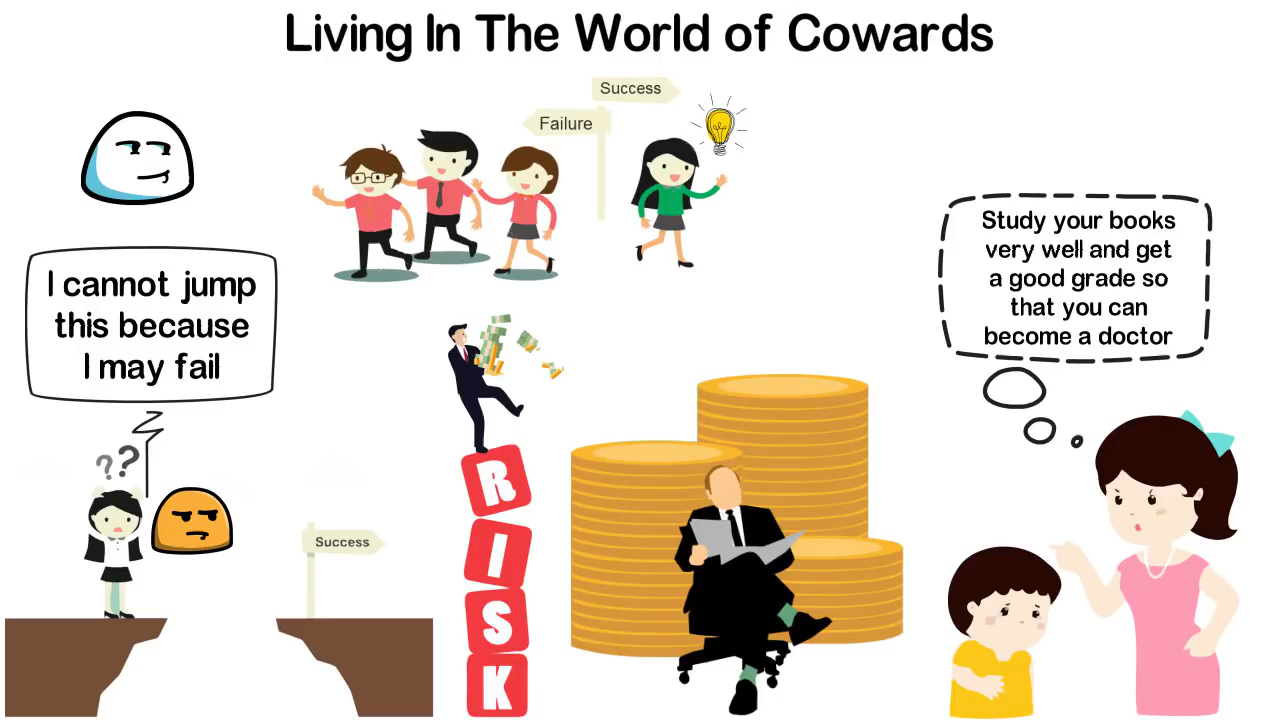 Living In The World of Cowards
Success
Failure
I cannot jump
this because
I may fail
? ?
Success
R
I
S
K
Study your books
very well and get
a good grade so
that you can
become a doctor